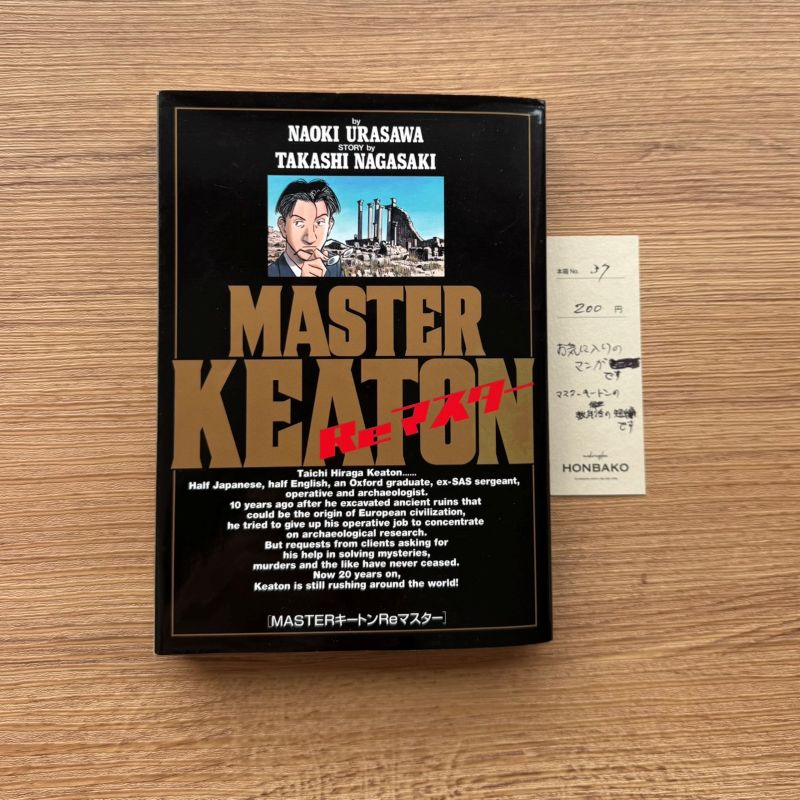 by
NAOKI URASAWA
STORY by
TAKASHI NAGASAKI
MASTER
KEATON
Reマスター
Taichi Hiraga Keaton......
Half Japanese, half English, an Oxford graduate, ex-SAS sergeant,
operative and archaeologist.
10 years ago after he excavated ancient ruins that
could be the origin of European civilization,
he tried to give up his operative job to concentrate
on archaeological research.
But requests from clients asking for
his help in solving mysteries,
murders and the like have never ceased.
Now 20 years on,
Keaton is still rushing around the world!
[MASTERキートンReマスター]
本箱 No. 37
200 円
お気に入りの
マンガ
です
マスターキートンの
です
HONBAKO